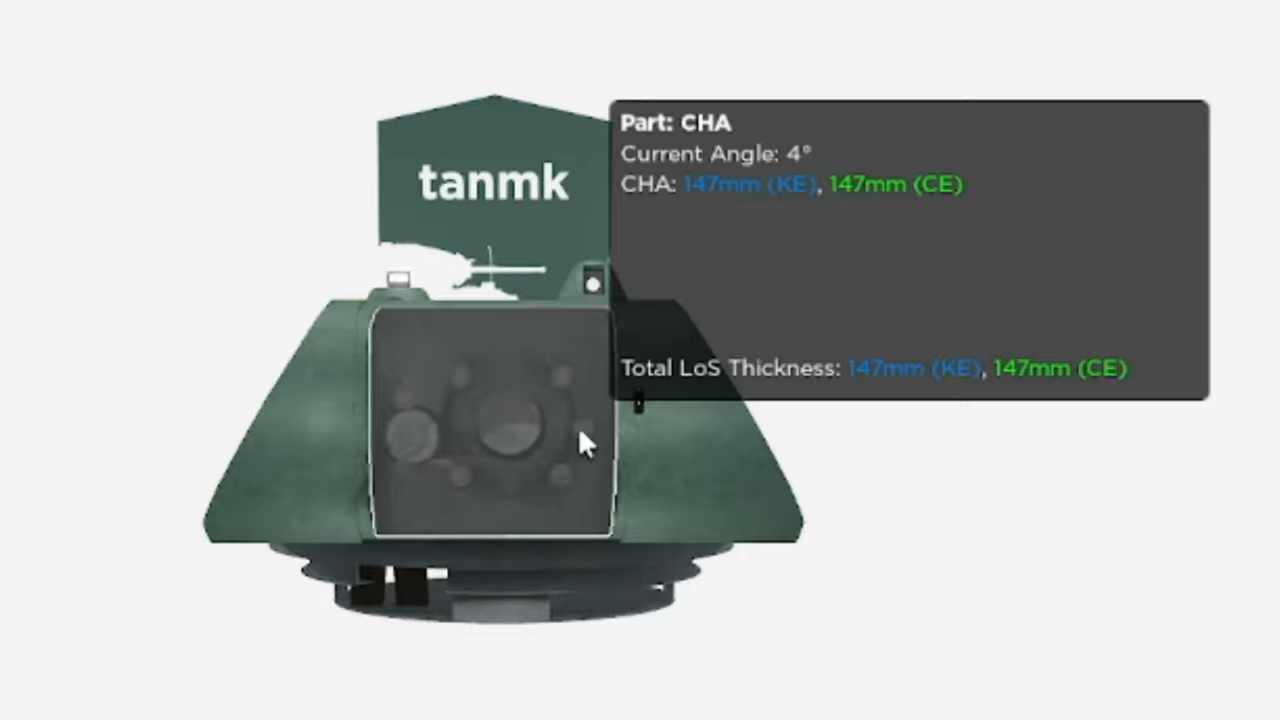 tanmk
Part: CHA
Current Angle: 4°
CHA: 147mm (KE), 147mm (CE)
Total LoS Thickness: 147mm (KE), 147mm (CE)